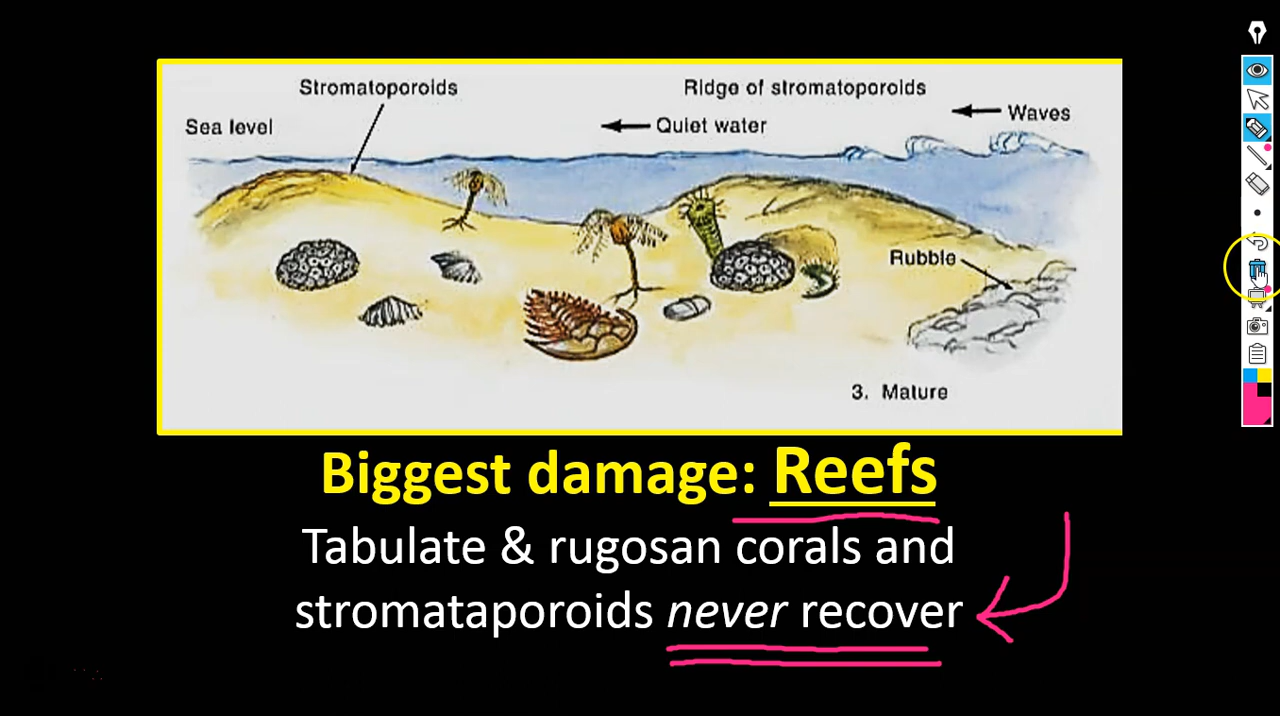 Stromatoporoids
Ridge of stromatoporoids
Sea level
Quiet water
Waves
Rubble
3. Mature
Biggest damage: Reefs
Tabulate & rugosan corals and
stromataporoids never recover